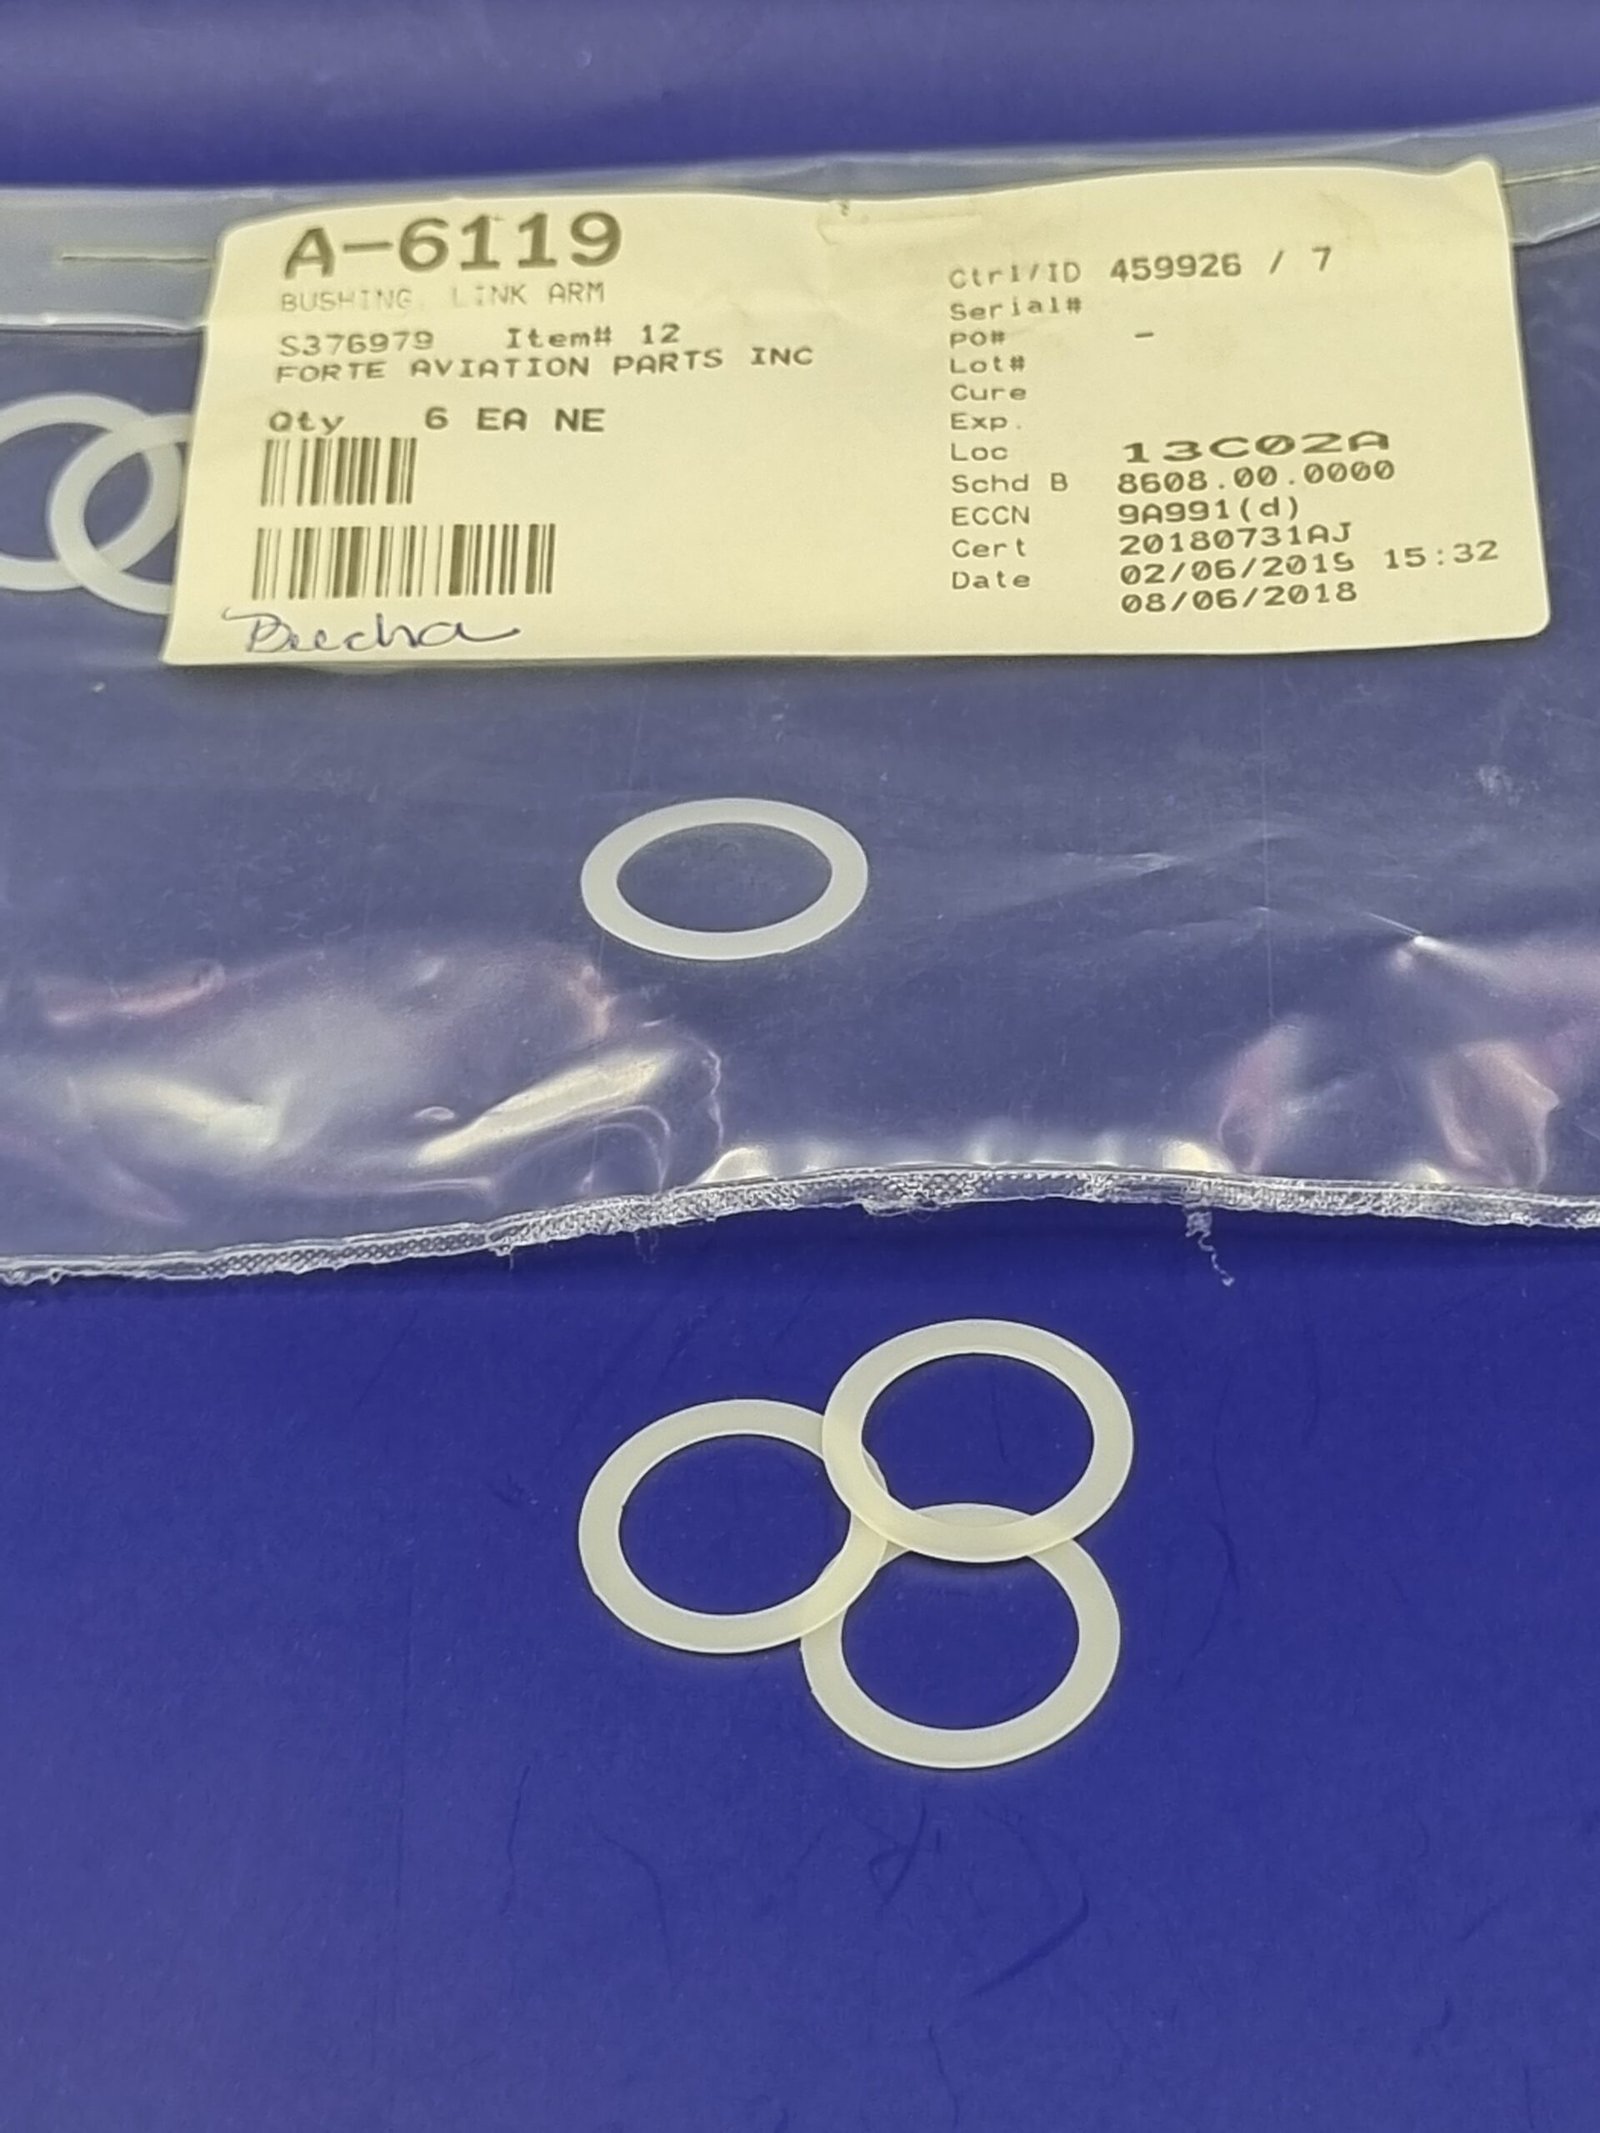 A-6119
BUSHING, LINK ARM
S376979 Item# 12
FORTE AVIATION PARTS INC
Qty 6 EA NE
Ctrl/ID 459926 / 7
Serial#
PO# -
Lot#
Cure
Exp.
Loc 13C02A
Schd B 8608.00.0000
ECCN 9A991(d)
Cert 20180731AJ
Date 02/06/2019 15:32
08/06/2018